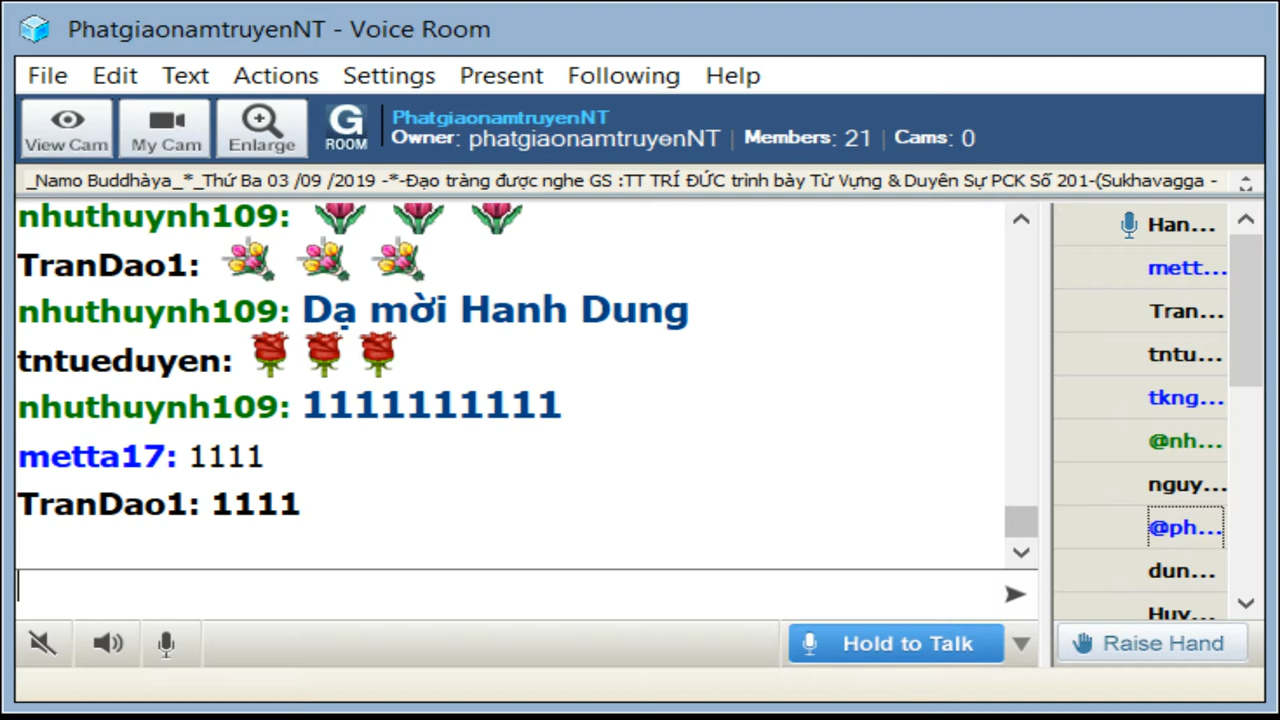 PhatgiaonamtruyenNT - Voice Room
File Edit Text Actions Settings Present Following Help
View Cam My Cam Enlarge G ROOM
PhatgiaonamtruyenNT
Owner: phatgiaonamtruyenNT | Members: 21 | Cams: 0
_Namo Buddhàya_*_Thứ Ba 03 /09 /2019 -*-Đạo tràng được nghe GS :TT TRÍ ĐỨC trình bày Từ Vựng & Duyên Sự PCK Số 201-(Sukhavagga -
nhuthuynh109:
TranDao1:
nhuthuynh109: Dạ mời Hanh Dung
tntueduyen:
nhuthuynh109: 1111111111
metta17: 1111
TranDao1: 1111
Han...
mett...
Tran...
tntu...
tkng...
@nh...
nguy...
@ph...
dun...
Huy...
Hold to Talk
Raise Hand